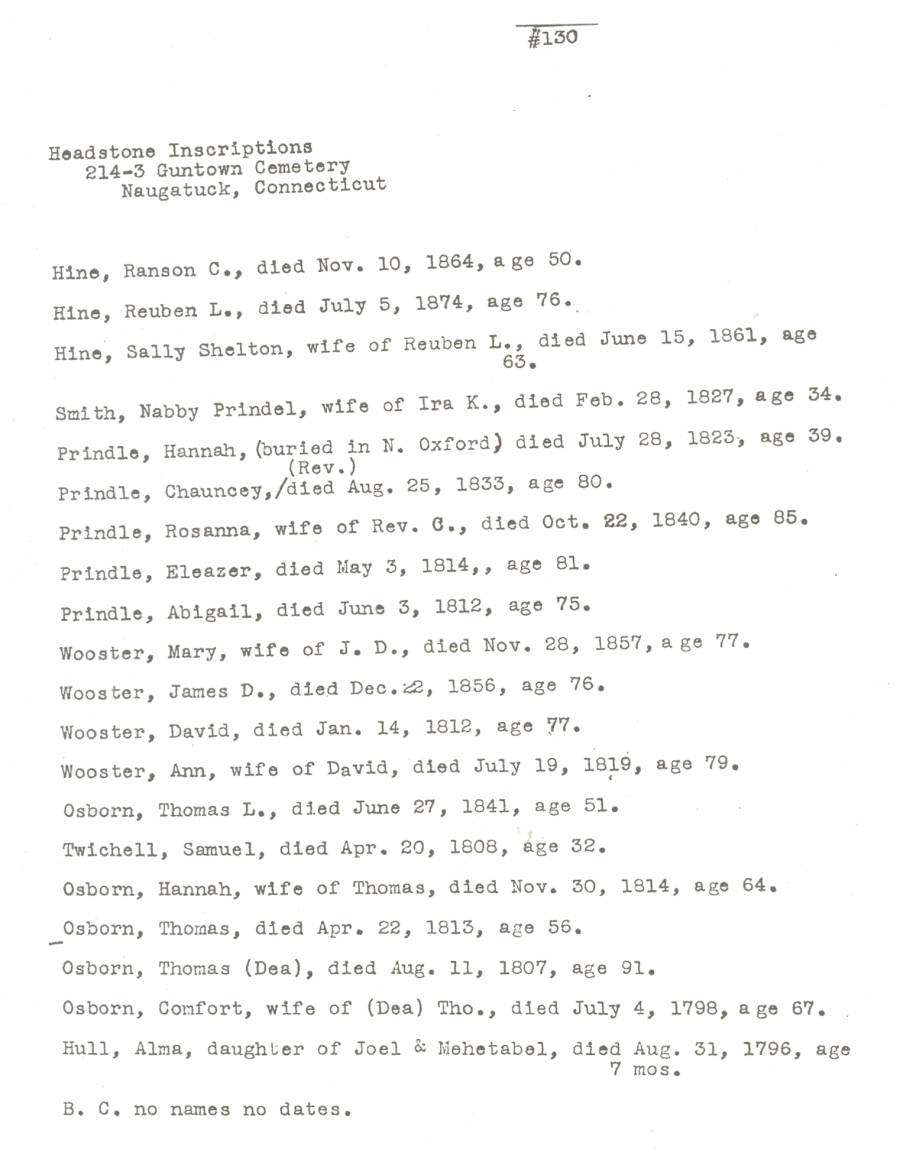 #130
Headstone Inscriptions
214-3 Guntown Cemetery
Naugatuck, Connecticut
Hine, Ranson C., died Nov. 10, 1864, age 50.
Hine, Reuben L., died July 5, 1874, age 76.
Hine, Sally Shelton, wife of Reuben L., died June 15, 1861, age
63.
Smith, Nabby Prindel, wife of Ira K., died Feb. 28, 1827, age 34.
Prindle, Hannah, (buried in N. Oxford) died July 28, 1823, age 39.
(Rev.)
Prindle, Chauncey,/died Aug. 25, 1833, age 80.
Prindle, Rosanna, wife of Rev. C., died Oct. 22, 1840, age 85.
Prindle, Eleazer, died May 3, 1814,, age 81.
Prindle, Abigail, died June 3, 1812, age 75.
Wooster, Mary, wife of J. D., died Nov. 28, 1857, age 77.
Wooster, James D., died Dec. 22, 1856, age 76.
Wooster, David, died Jan. 14, 1812, age 77.
Wooster, Ann, wife of David, died July 19, 1819, age 79.
Osborn, Thomas L., died June 27, 1841, age 51.
Twichell, Samuel, died Apr. 20, 1808, age 32.
Osborn, Hannah, wife of Thomas, died Nov. 30, 1814, age 64.
Osborn, Thomas, died Apr. 22, 1813, age 56.
Osborn, Thomas (Dea), died Aug. 11, 1807, age 91.
Osborn, Comfort, wife of (Dea) Tho., died July 4, 1798, age 67.
Hull, Alma, daughter of Joel & Mehetabel, died Aug. 31, 1796, age
7 mos.
B. C. no names no dates.